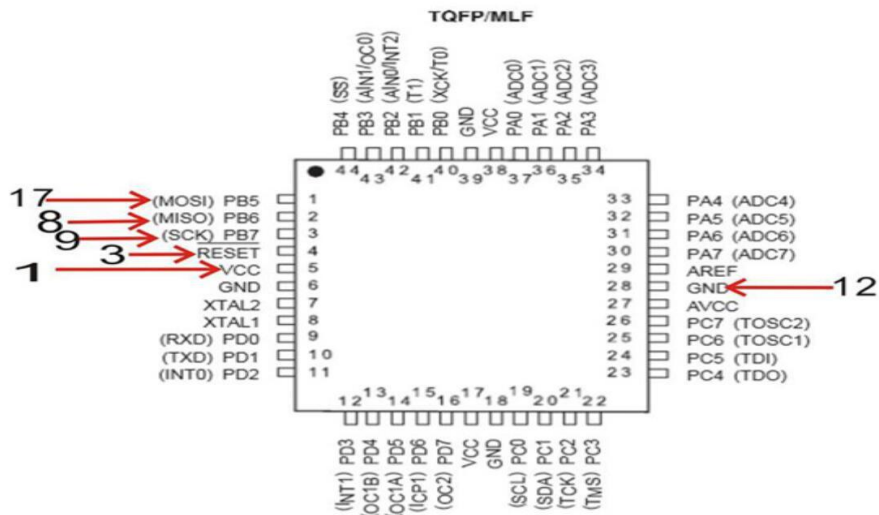 TQFP/MLF
PB4 (SS)
PB3 (AIN1/OC0)
PB2 (AIN0/INT2)
PB1 (T1)
PB0 (XCK/T0)
GND
VCC
PA0 (ADC0)
PA1 (ADC1)
PA2 (ADC2)
PA3 (ADC3)
44 43 42 41 40 39 38 37 36 35 34
17 (MOSI) PB5 1
8 (MISO) PB6 2
9 (SCK) PB7 3
3 RESET 4
1 VCC 5
GND 6
XTAL2 7
XTAL1 8
(RXD) PD0 9
(TXD) PD1 10
(INT0) PD2 11
33 PA4 (ADC4)
32 PA5 (ADC5)
31 PA6 (ADC6)
30 PA7 (ADC7)
29 AREF
28 GND 12
27 AVCC
26 PC7 (TOSC2)
25 PC6 (TOSC1)
24 PC5 (TDI)
23 PC4 (TDO)
12 13 14 15 16 17 18 19 20 21 22
(INT1) PD3
(OC1B) PD4
(OC1A) PD5
(ICP1) PD6
(OC2) PD7
VCC
GND
(SCL) PC0
(SDA) PC1
(TCK) PC2
(TMS) PC3